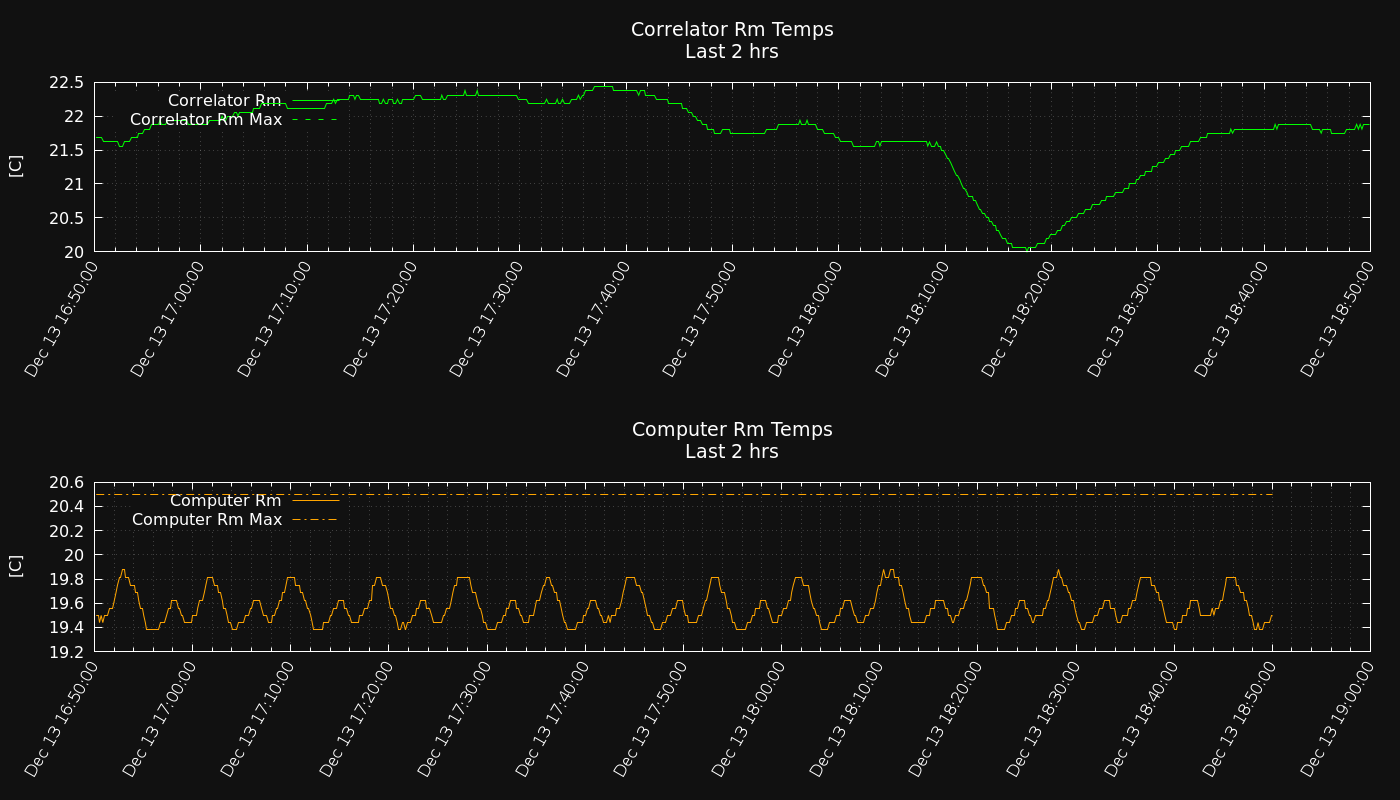 Correlator Rm Temps
Last 2 hrs
22.5
22
21.5
21
20.5
20
[C]
Correlator Rm
Correlator Rm Max
Dec 13 16:50:00
Dec 13 17:00:00
Dec 13 17:10:00
Dec 13 17:20:00
Dec 13 17:30:00
Dec 13 17:40:00
Dec 13 17:50:00
Dec 13 18:00:00
Dec 13 18:10:00
Dec 13 18:20:00
Dec 13 18:30:00
Dec 13 18:40:00
Dec 13 18:50:00
Computer Rm Temps
Last 2 hrs
20.6
20.4
20.2
20
19.8
19.6
19.4
19.2
[C]
Computer Rm
Computer Rm Max
Dec 13 16:50:00
Dec 13 17:00:00
Dec 13 17:10:00
Dec 13 17:20:00
Dec 13 17:30:00
Dec 13 17:40:00
Dec 13 17:50:00
Dec 13 18:00:00
Dec 13 18:10:00
Dec 13 18:20:00
Dec 13 18:30:00
Dec 13 18:40:00
Dec 13 18:50:00
Dec 13 19:00:00